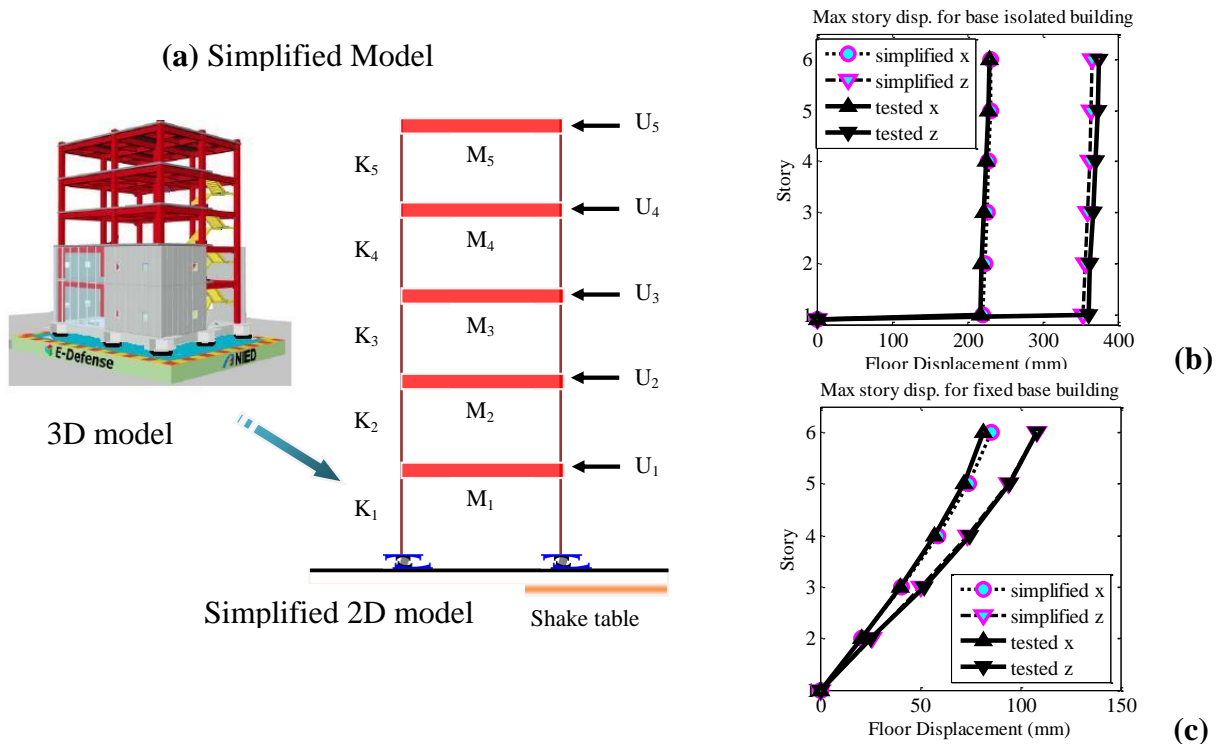 (a) Simplified Model
E-Defense
NIED
3D model
U5
K5
M5
U4
K4
M4
U3
K3
M3
U2
K2
M2
U1
K1
M1
Simplified 2D model
Shake table
Max story disp. for base isolated building
simplified x
simplified z
tested x
tested z
6
5
4
3
2
1
Story
0 100 200 300 400
Floor Displacement (mm)
(b)
Max story disp. for fixed base building
6
5
4
3
2
1
Story
simplified x
simplified z
tested x
tested z
0 50 100 150
Floor Displacement (mm)
(c)